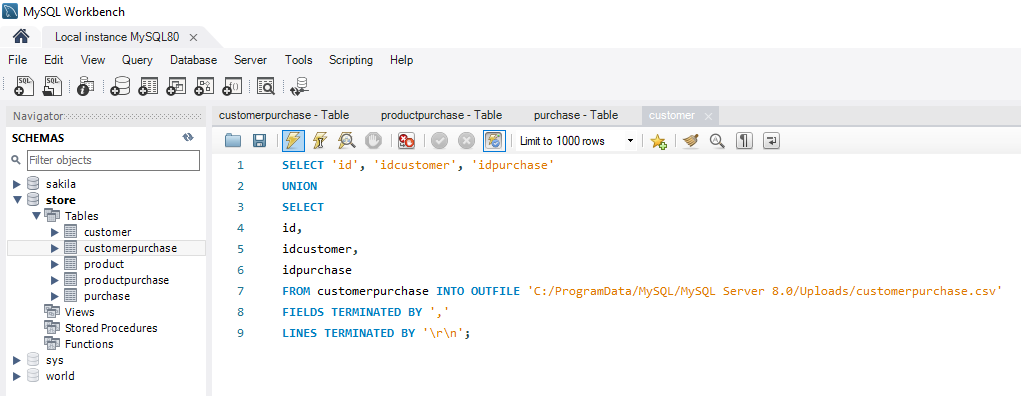 MySQL Workbench
Local instance MySQL80 ×
File Edit View Query Database Server Tools Scripting Help
Navigator
SCHEMAS
Filter objects
sakila
store
Tables
customer
customerpurchase
product
productpurchase
purchase
Views
Stored Procedures
Functions
sys
world
customerpurchase - Table productpurchase - Table purchase - Table customer ×
Limit to 1000 rows
1 SELECT 'id', 'idcustomer', 'idpurchase'
2 UNION
3 SELECT
4 id,
5 idcustomer,
6 idpurchase
7 FROM customerpurchase INTO OUTFILE 'C:/ProgramData/MySQL/MySQL Server 8.0/Uploads/customerpurchase.csv'
8 FIELDS TERMINATED BY ','
9 LINES TERMINATED BY '\r\n';